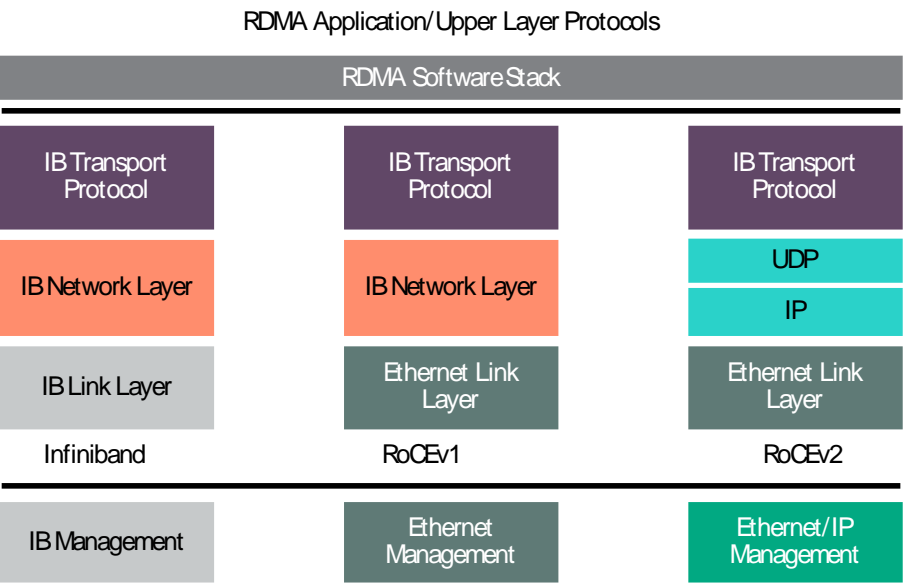 RDMA Application/Upper Layer Protocols
RDMA Software Stack
IB Transport
Protocol
IB Transport
Protocol
IB Transport
Protocol
IB Network Layer
IB Network Layer
UDP
IP
IB Link Layer
Ethernet Link
Layer
Ethernet Link
Layer
Infiniband
RoCEv1
RoCEv2
IB Management
Ethernet
Management
Ethernet/IP
Management